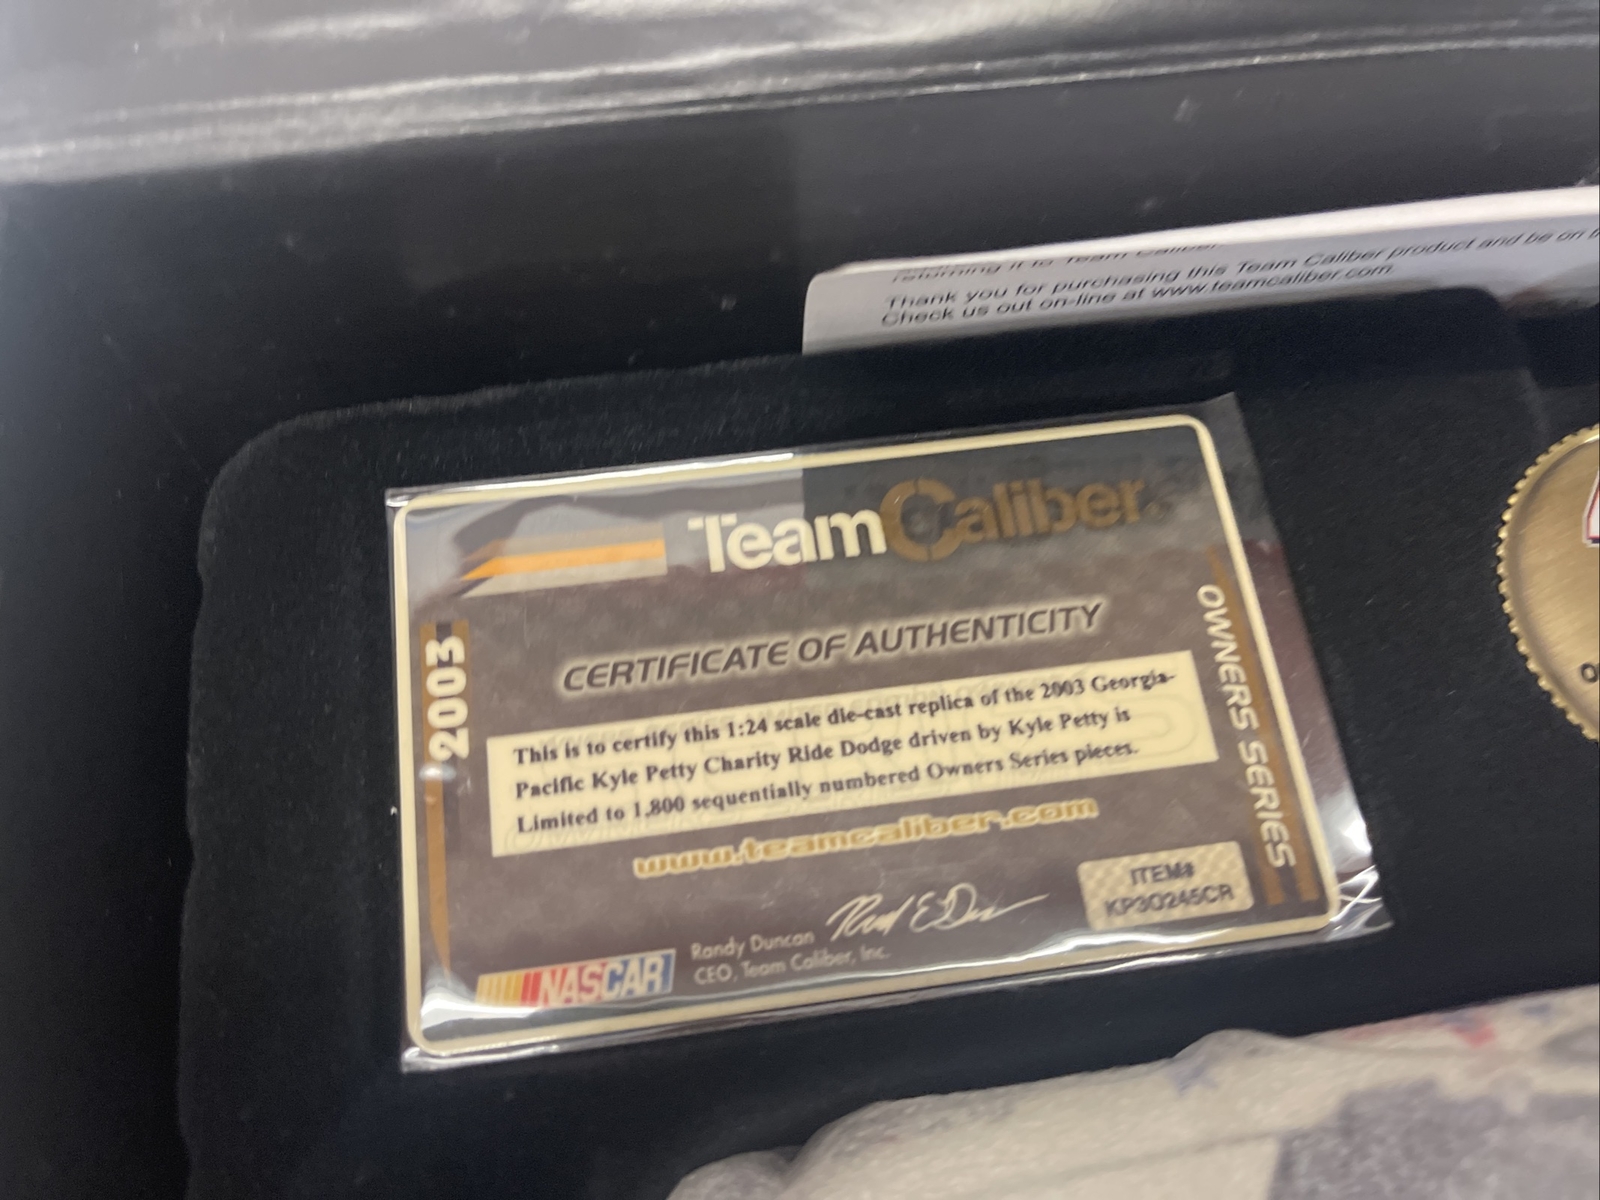 returning it to Team Caliber.
Thank you for purchasing this Team Caliber product and be on
Check us out on-line at www.teamcaliber.com
Team Caliber
CERTIFICATE OF AUTHENTICITY
2003
This is to certify this 1:24 scale die-cast replica of the 2003 Georgia-
Pacific Kyle Petty Charity Ride Dodge driven by Kyle Petty is
Limited to 1,800 sequentially numbered Owners Series pieces.
www.teamcaliber.com
OWNERS SERIES
ITEM#
KP3O245CR
Randy Duncan
CEO, Team Caliber, Inc.
NASCAR